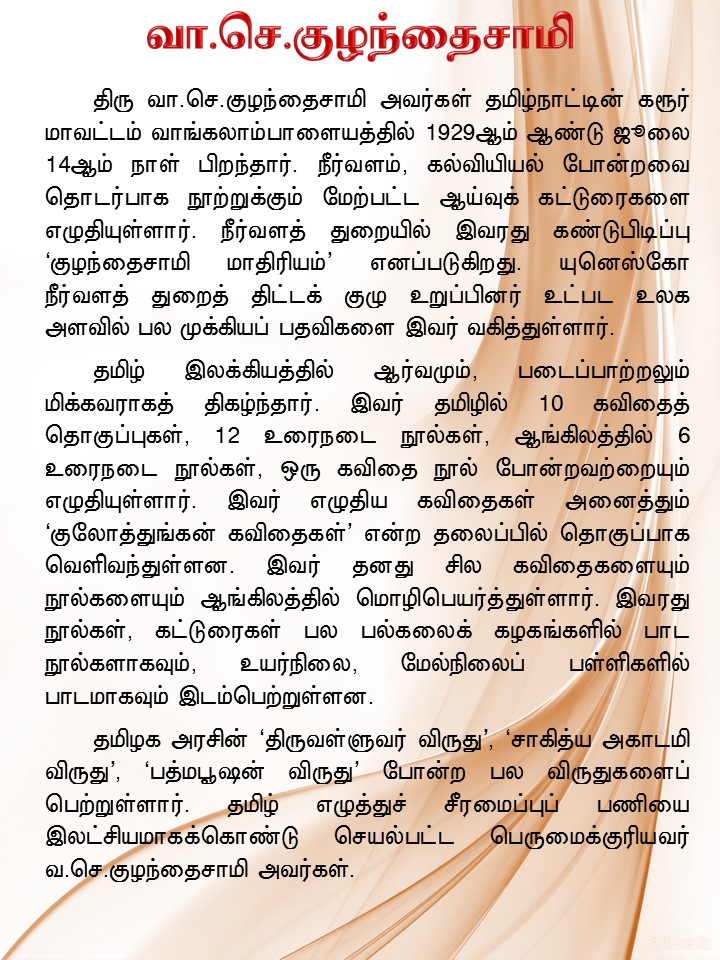 வா.செ.குழந்தைசாமி
திரு வா.செ.குழந்தைசாமி அவர்கள் தமிழ்நாட்டின் கரூர்
மாவட்டம் வாங்கலாம்பாளையத்தில் 1929ஆம் ஆண்டு ஜூலை
14ஆம் நாள் பிறந்தார். நீர்வளம், கல்வியியல் போன்றவை
தொடர்பாக நூற்றுக்கும் மேற்பட்ட ஆய்வுக் கட்டுரைகளை
எழுதியுள்ளார். நீர்வளத் துறையில் இவரது கண்டுபிடிப்பு
‘குழந்தைசாமி மாதிரியம்’ எனப்படுகிறது. யுனெஸ்கோ
நீர்வளத் துறைத் திட்டக் குழு உறுப்பினர் உட்பட உலக
அளவில் பல முக்கியப் பதவிகளை இவர் வகித்துள்ளார்.
தமிழ் இலக்கியத்தில் ஆர்வமும், படைப்பாற்றலும்
மிக்கவராகத் திகழ்ந்தார். இவர் தமிழில் 10 கவிதைத்
தொகுப்புகள், 12 உரைநடை நூல்கள், ஆங்கிலத்தில் 6
உரைநடை நூல்கள், ஒரு கவிதை நூல் போன்றவற்றையும்
எழுதியுள்ளார். இவர் எழுதிய கவிதைகள் அனைத்தும்
‘குலோத்துங்கன் கவிதைகள்’ என்ற தலைப்பில் தொகுப்பாக
வெளிவந்துள்ளன. இவர் தனது சில கவிதைகளையும்
நூல்களையும் ஆங்கிலத்தில் மொழிபெயர்த்துள்ளார். இவரது
நூல்கள், கட்டுரைகள் பல பல்கலைக் கழகங்களில் பாட
நூல்களாகவும், உயர்நிலை, மேல்நிலைப் பள்ளிகளில்
பாடமாகவும் இடம்பெற்றுள்ளன.
தமிழக அரசின் ‘திருவள்ளுவர் விருது’, ‘சாகித்ய அகாடமி
விருது’, ‘பத்மபூஷன் விருது’ போன்ற பல விருதுகளைப்
பெற்றுள்ளார். தமிழ் எழுத்துச் சீரமைப்புப் பணியை
இலட்சியமாகக்கொண்டு செயல்பட்ட பெருமைக்குரியவர்
வ.செ.குழந்தைசாமி அவர்கள்.